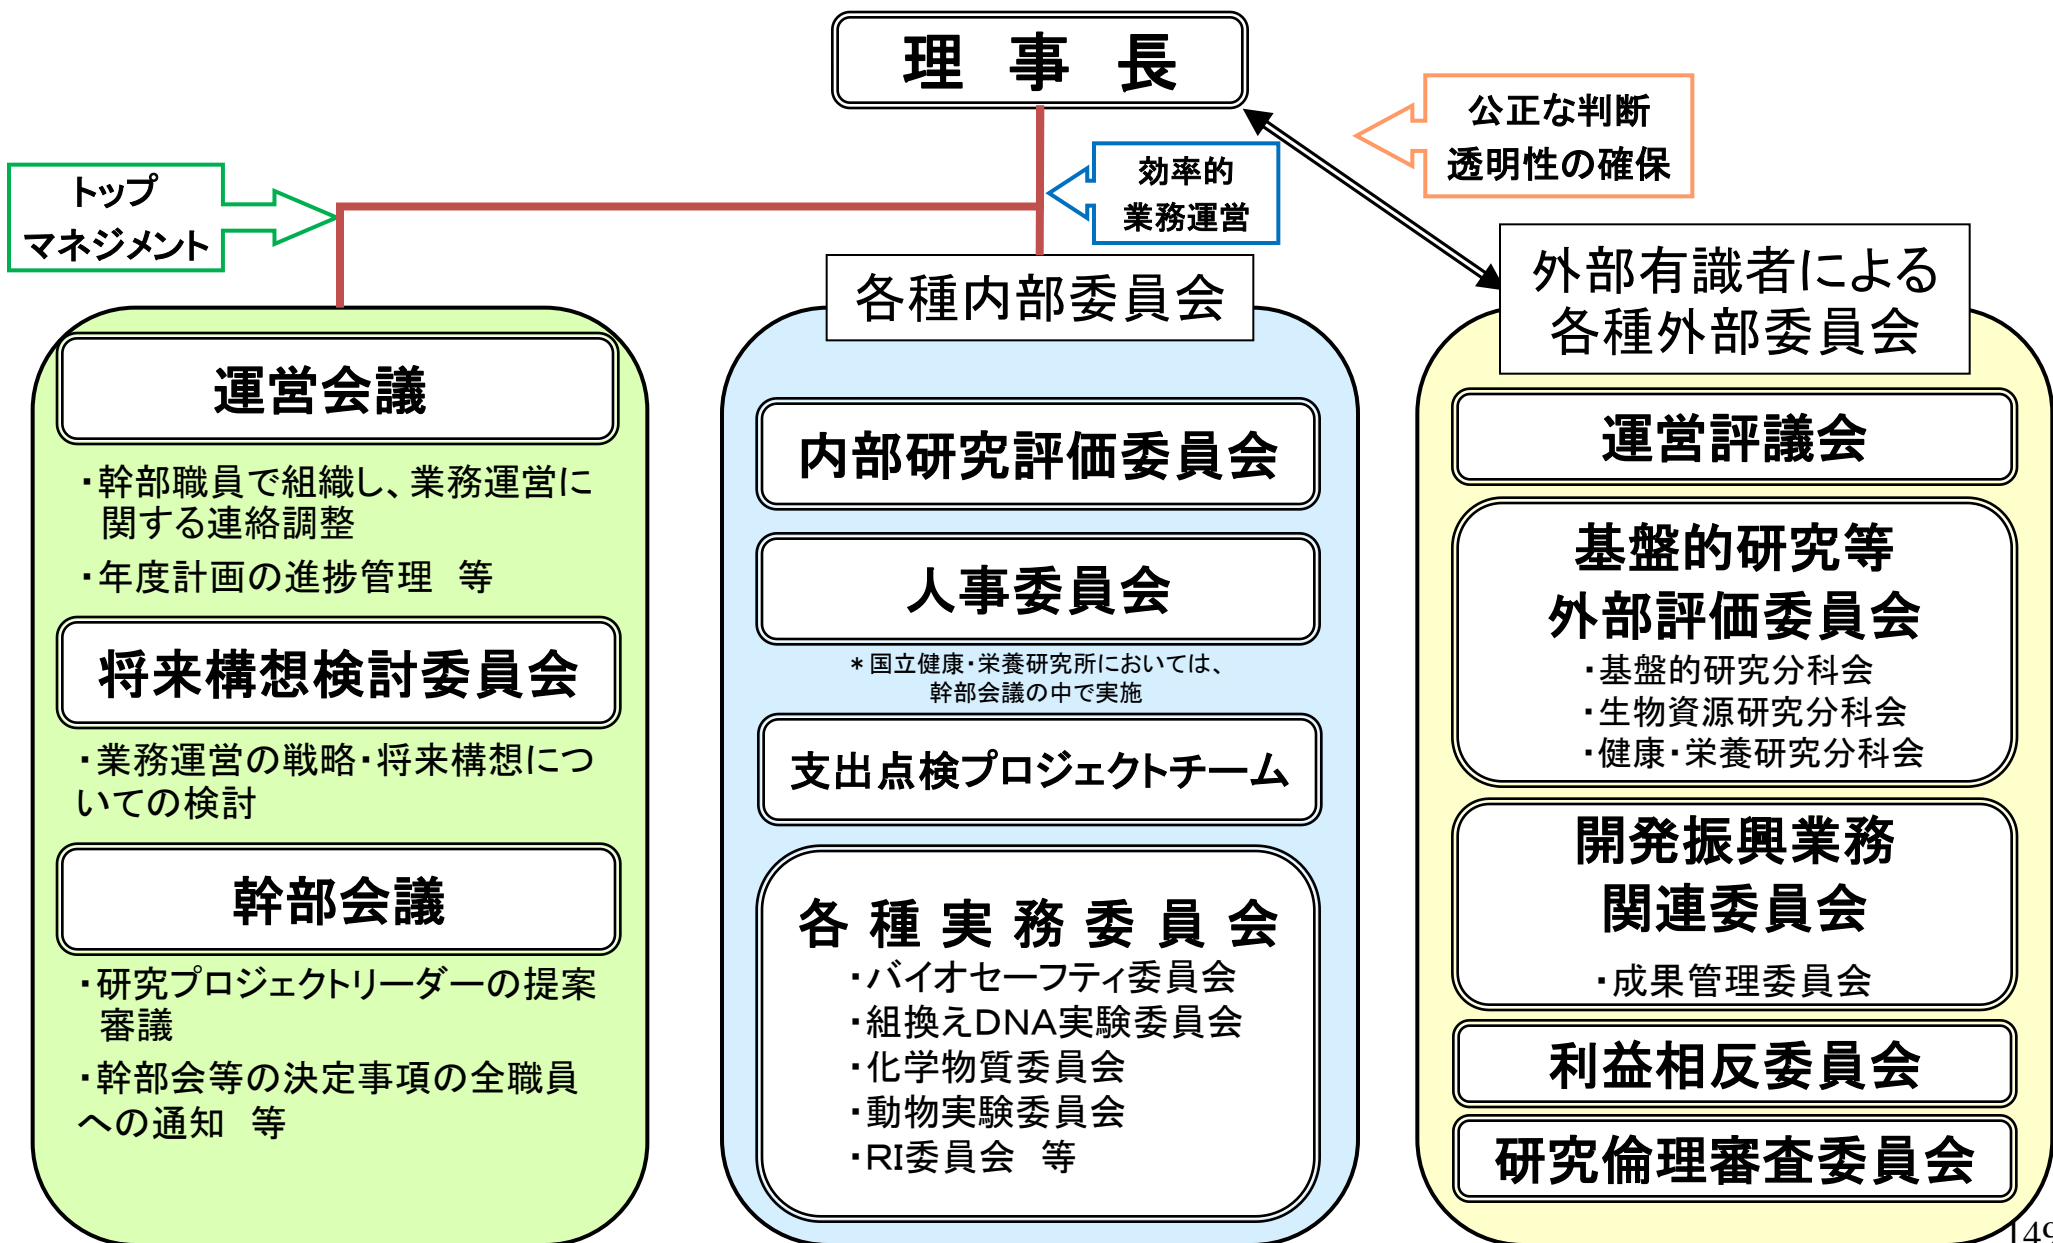 理 事 長
公正な判断
透明性の確保
効率的
業務運営
トップ
マネジメント
運営会議
・幹部職員で組織し、業務運営に
関する連絡調整
・年度計画の進捗管理　等
将来構想検討委員会
・業務運営の戦略・将来構想につ
いての検討
幹部会議
・研究プロジェクトリーダーの提案
審議
・幹部会等の決定事項の全職員
への通知　等
各種内部委員会
内部研究評価委員会
人事委員会
＊国立健康・栄養研究所においては、
幹部会議の中で実施
支出点検プロジェクトチーム
各 種 実 務 委 員 会
・バイオセーフティ委員会
・組換えDNA実験委員会
・化学物質委員会
・動物実験委員会
・RI委員会　等
外部有識者による
各種外部委員会
運営評議会
基盤的研究等
外部評価委員会
・基盤的研究分科会
・生物資源研究分科会
・健康・栄養研究分科会
開発振興業務
関連委員会
・成果管理委員会
利益相反委員会
研究倫理審査委員会
149